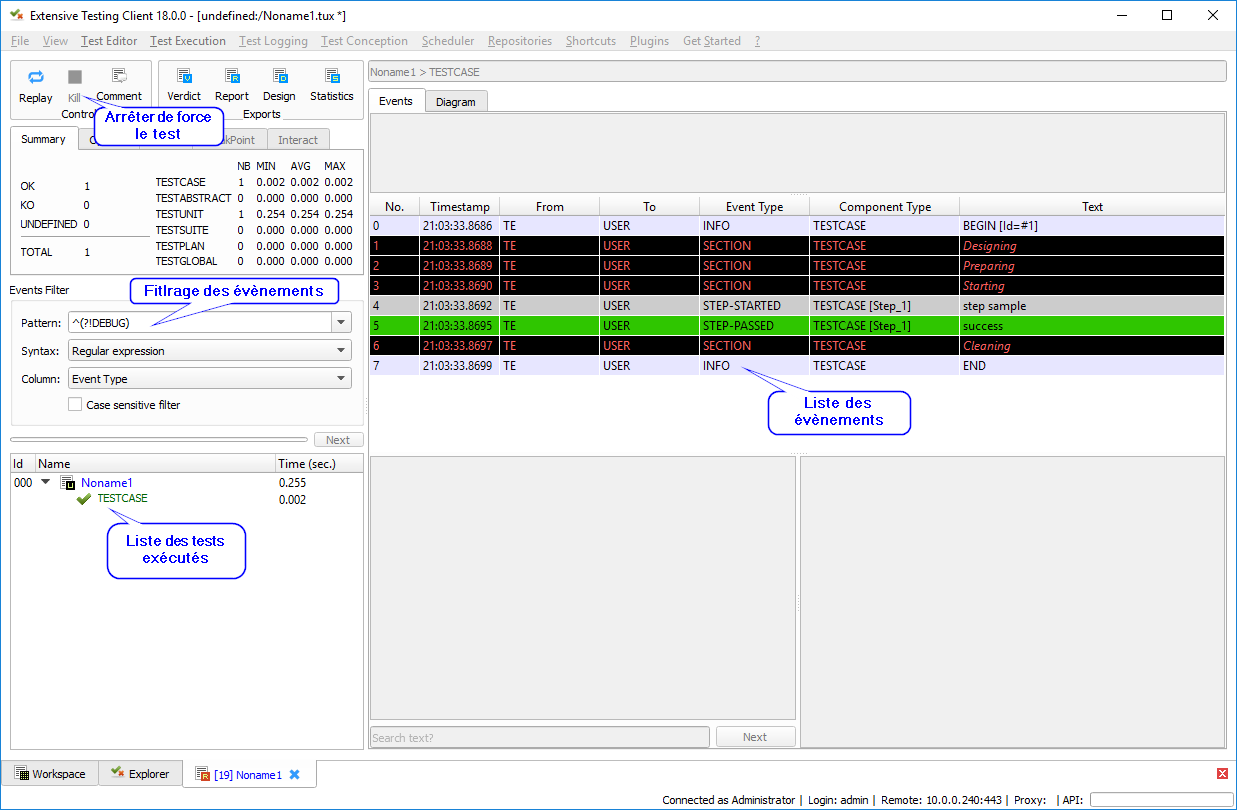 Extensive Testing Client 18.0.0 - [undefined:/Noname1.tux *]
File View Test Editor Test Execution Test Logging Test Conception Scheduler Repositories Shortcuts Plugins Get Started ?
Replay Kill Comment Verdict Report Design Statistics
Exports
Arrêter de force
le test
Summary Interact
NB MIN AVG MAX
TESTCASE 1 0.002 0.002 0.002
TESTABSTRACT 0 0.000 0.000 0.000
TESTUNIT 1 0.254 0.254 0.254
TESTSUITE 0 0.000 0.000 0.000
TESTPLAN 0 0.000 0.000 0.000
TESTGLOBAL 0 0.000 0.000 0.000
OK 1
KO 0
UNDEFINED 0
TOTAL 1
Events Filter
Fitlrage des évènements
Pattern: ^(?!DEBUG)
Syntax: Regular expression
Column: Event Type
Case sensitive filter
Next
Id Name Time (sec.)
000 Noname1 0.255
TESTCASE 0.002
Liste des tests
exécutés
Noname1 > TESTCASE
Events Diagram
No. Timestamp From To Event Type Component Type Text
0 21:03:33.8686 TE USER INFO TESTCASE BEGIN [Id=#1]
1 21:03:33.8688 TE USER SECTION TESTCASE Designing
2 21:03:33.8689 TE USER SECTION TESTCASE Preparing
3 21:03:33.8690 TE USER SECTION TESTCASE Starting
4 21:03:33.8692 TE USER STEP-STARTED TESTCASE [Step_1] step sample
5 21:03:33.8695 TE USER STEP-PASSED TESTCASE [Step_1] success
6 21:03:33.8697 TE USER SECTION TESTCASE Cleaning
7 21:03:33.8699 TE USER INFO TESTCASE END
Liste des
évènements
Search text? Next
Workspace Explorer [19] Noname1
Connected as Administrator | Login: admin | Remote: 10.0.0.240:443 | Proxy: | API: